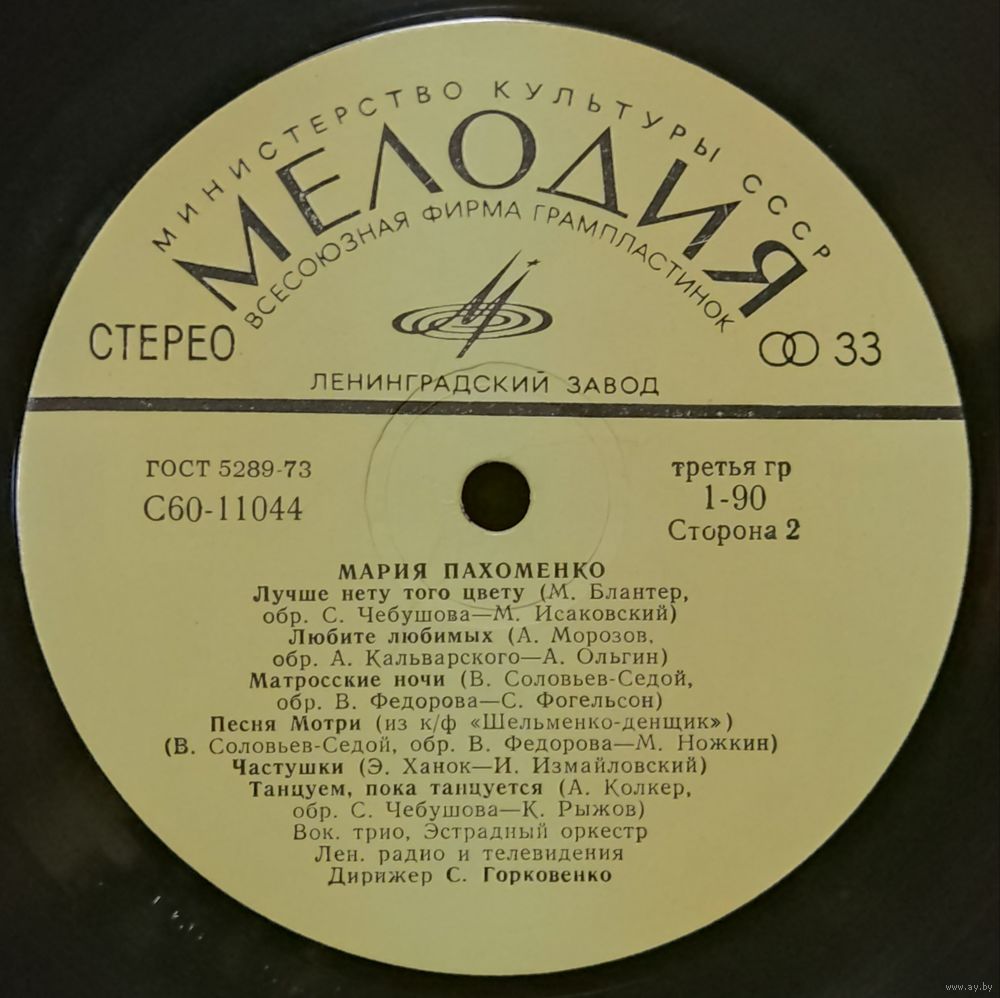 МИНИСТЕРСТВО КУЛЬТУРЫ СССР
МЕЛОДИЯ
ВСЕСОЮЗНАЯ ФИРМА ГРАМПЛАСТИНОК
СТЕРЕО
33
ЛЕНИНГРАДСКИЙ ЗАВОД
ГОСТ 5289-73
С60-11044
третья гр
1-90
Сторона 2
МАРИЯ ПАХОМЕНКО
Лучше нету того цвету (М. Блантер,
обр. С. Чебушова—М. Исаковский)
Любите любимых (А. Морозов,
обр. А. Кальварского—А. Ольгин)
Матросские ночи (В. Соловьев-Седой,
обр. В. Федорова—С. Фогельсон)
Песня Мотри (из к/ф «Шельменко-денщик»)
(В. Соловьев-Седой, обр. В. Федорова—М. Ножкин)
Частушки (Э. Ханок—И. Измайловский)
Танцуем, пока танцуется (А. Колкер,
обр. С. Чебушова—К. Рыжов)
Вок. трио, Эстрадный оркестр
Лен. радио и телевидения
Дирижер С. Горковенко
www.ay.by